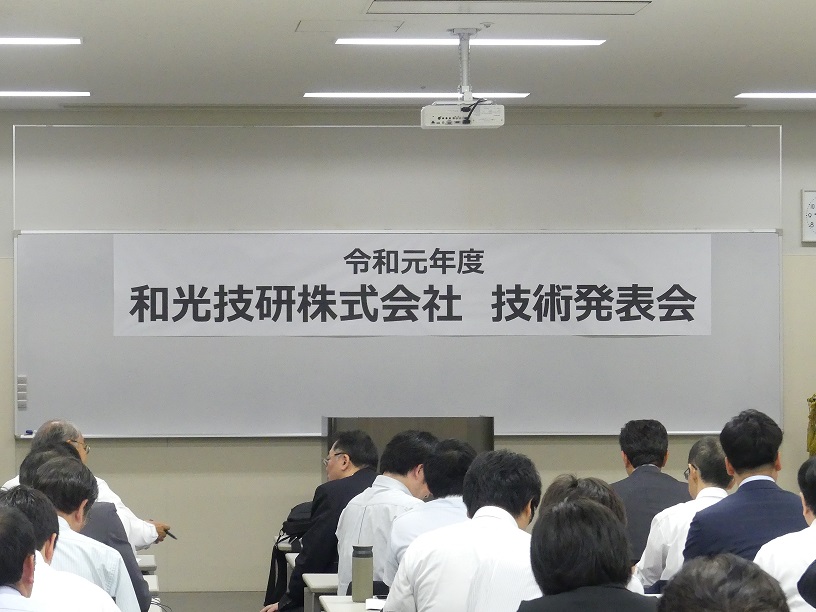 令和元年度
和光技研株式会社 技術発表会